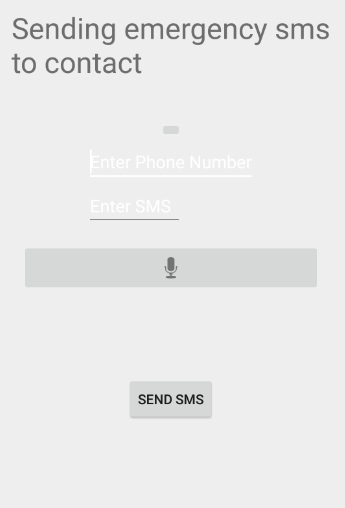 Sending emergency sms
to contact
Enter Phone Number
Enter SMS
SEND SMS